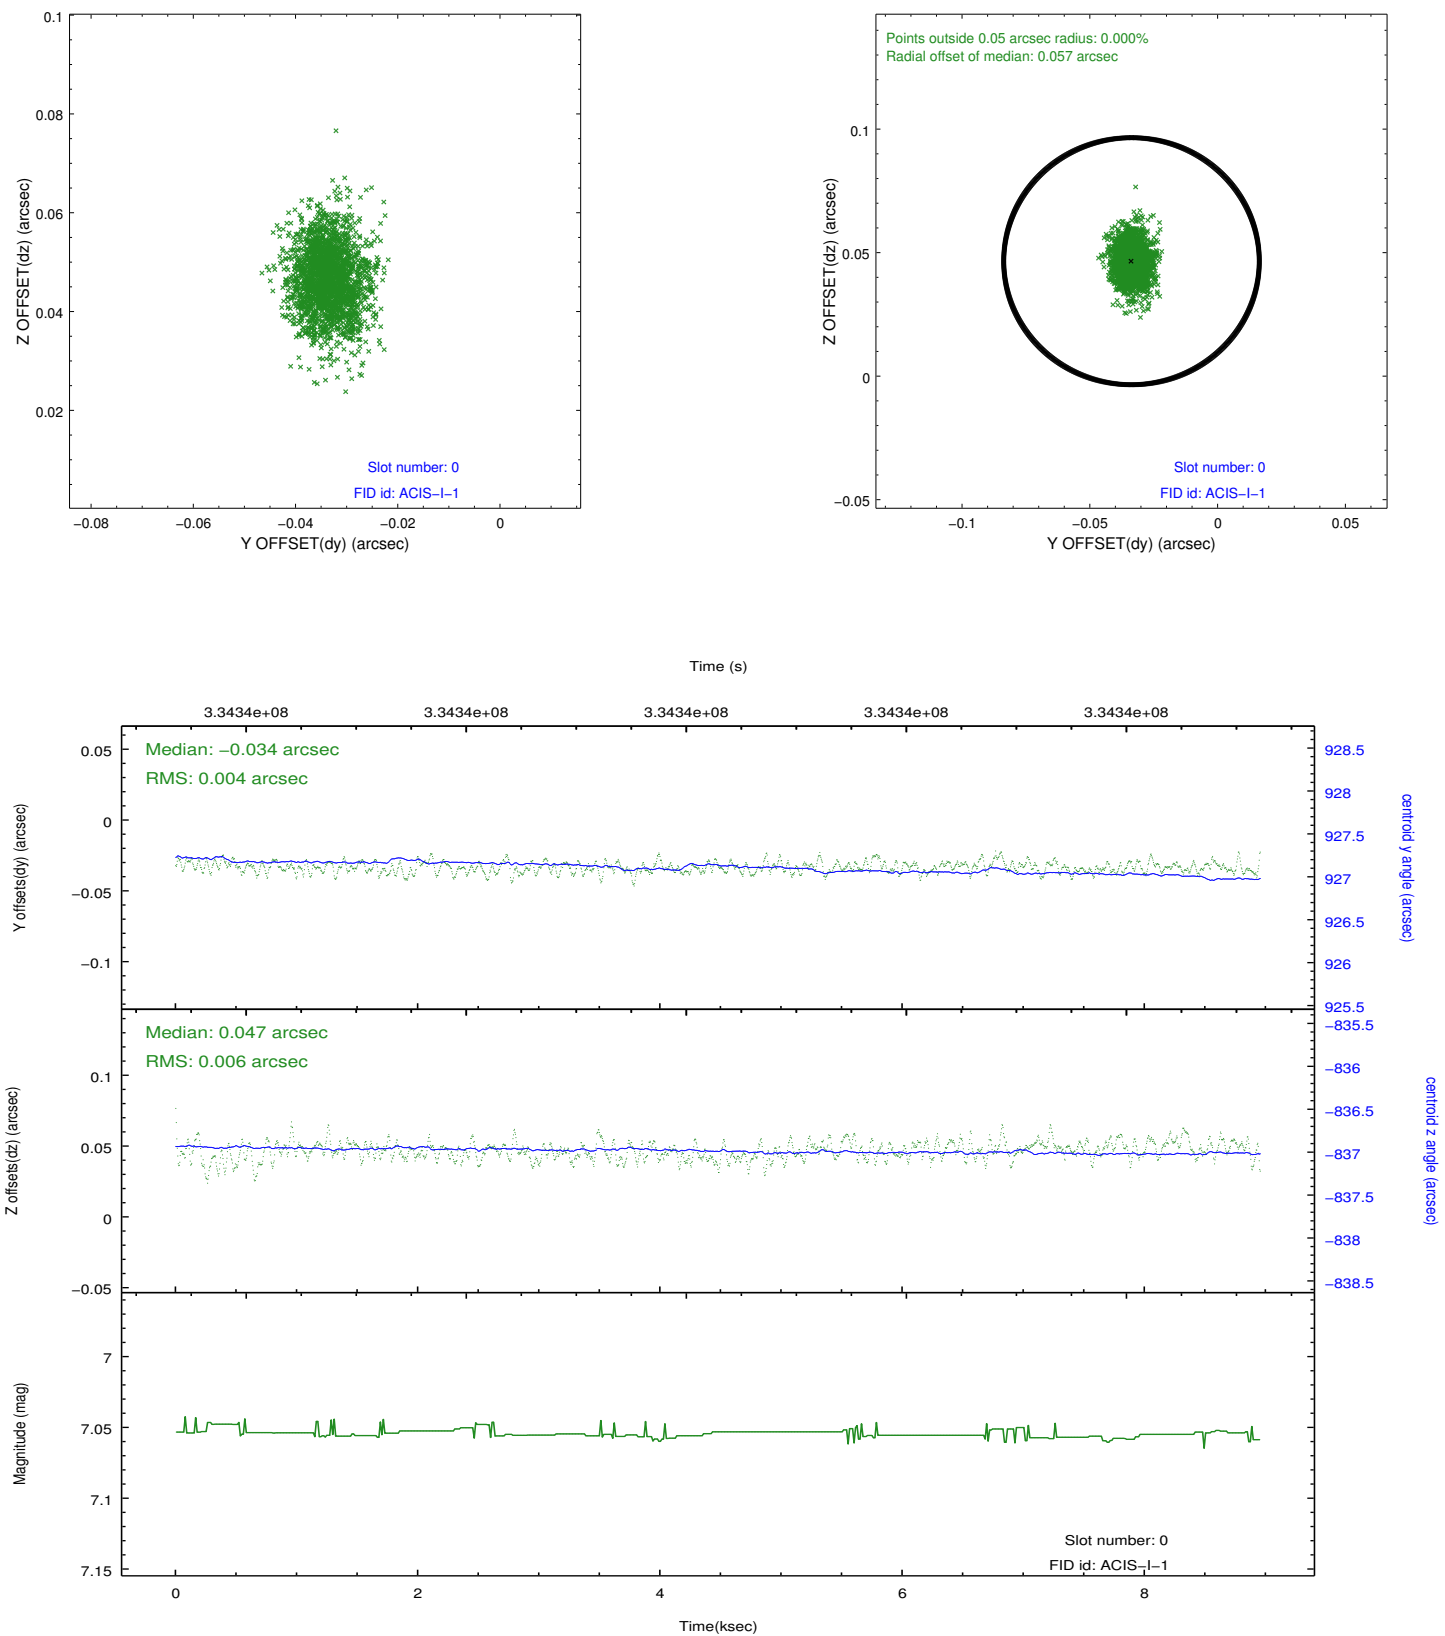 0.1
0.08
0.06
0.04
0.02
Z OFFSET(dz) (arcsec)
−0.08 −0.06 −0.04 −0.02 0
Y OFFSET(dy) (arcsec)
Slot number: 0
FID id: ACIS−I−1
Points outside 0.05 arcsec radius: 0.000%
Radial offset of median: 0.057 arcsec
0.1
0.05
0
−0.05
Z OFFSET(dz) (arcsec)
−0.1 −0.05 0 0.05
Y OFFSET(dy) (arcsec)
Slot number: 0
FID id: ACIS−I−1
Time (s)
3.3434e+08 3.3434e+08 3.3434e+08 3.3434e+08 3.3434e+08
Median: −0.034 arcsec
RMS: 0.004 arcsec
0.05
0
−0.05
−0.1
Y offsets(dy) (arcsec)
928.5
928
927.5
927
926.5
926
925.5
centroid y angle (arcsec)
Median: 0.047 arcsec
RMS: 0.006 arcsec
0.1
0.05
0
−0.05
Z offsets(dz) (arcsec)
−835.5
−836
−836.5
−837
−837.5
−838
−838.5
centroid z angle (arcsec)
7
7.05
7.1
7.15
Magnitude (mag)
Slot number: 0
FID id: ACIS−I−1
0 2 4 6 8
Time(ksec)